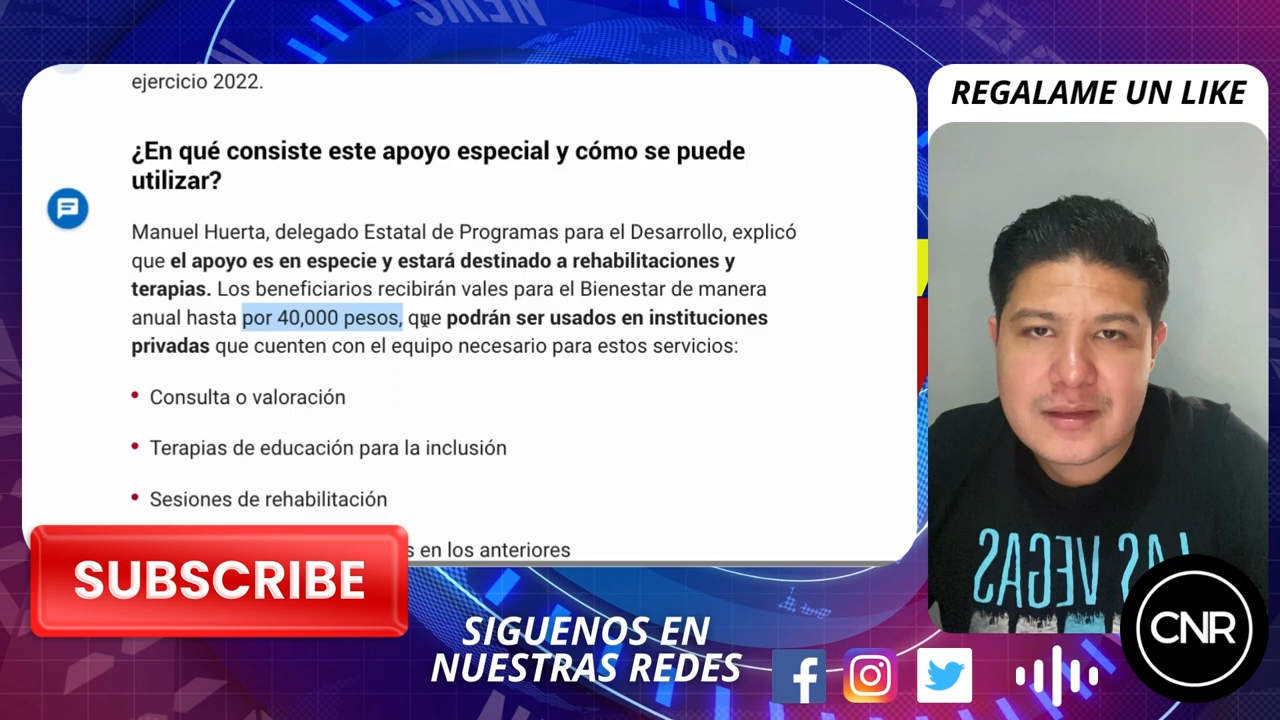 NEWS
ejercicio 2022.
¿En qué consiste este apoyo especial y cómo se puede
utilizar?
Manuel Huerta, delegado Estatal de Programas para el Desarrollo, explicó
que el apoyo es en especie y estará destinado a rehabilitaciones y
terapias. Los beneficiarios recibirán vales para el Bienestar de manera
anual hasta por 40,000 pesos, que podrán ser usados en instituciones
privadas que cuenten con el equipo necesario para estos servicios:
Consulta o valoración
Terapias de educación para la inclusión
Sesiones de rehabilitación
en los anteriores
SUBSCRIBE
SIGUENOS EN
NUESTRAS REDES
REGALAME UN LIKE
LAS VEGAS
CNR